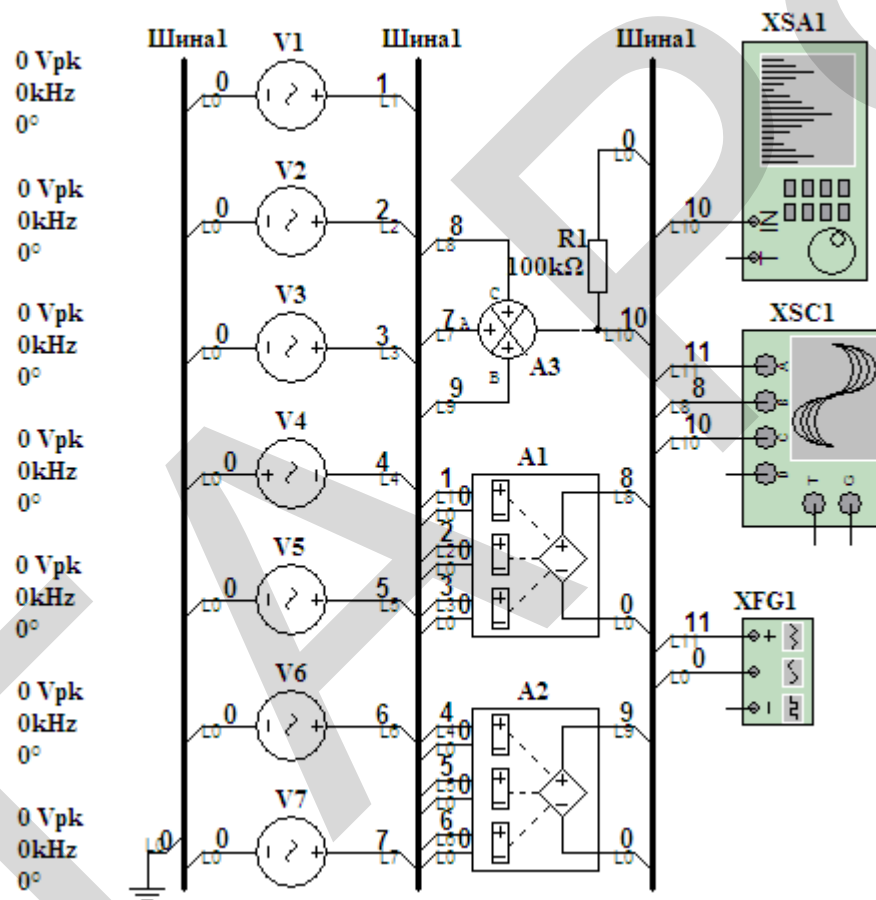 XSA1
Шина1 V1 Шина1 Шина1
0 Vpk
0kHz
0°
0
L0
1
L1
0
L0
V2
0 Vpk
0kHz
0°
0
L0
2
L2
8
L8
10
L10
IN
T
R1
100kΩ
C
V3
0 Vpk
0kHz
0°
0
L0
3
L3
7
L7
A
B
A3
10
L10
XSC1
11
L11
A
8
L8
B
10
L10
C
D
T G
9
L9
V4
0 Vpk
0kHz
0°
0
L0
4
L4
A1
1
L1
0
L0
2
L2
0
L0
3
L3
0
L0
8
L8
0
L0
V5
0 Vpk
0kHz
0°
0
L0
5
L5
XFG1
11
L11
0
L0
V6
0 Vpk
0kHz
0°
0
L0
6
L6
A2
4
L4
0
L0
5
L5
0
L0
6
L6
0
L0
9
L9
0
L0
V7
0 Vpk
0kHz
0°
0
L0
0
L0
7
L7